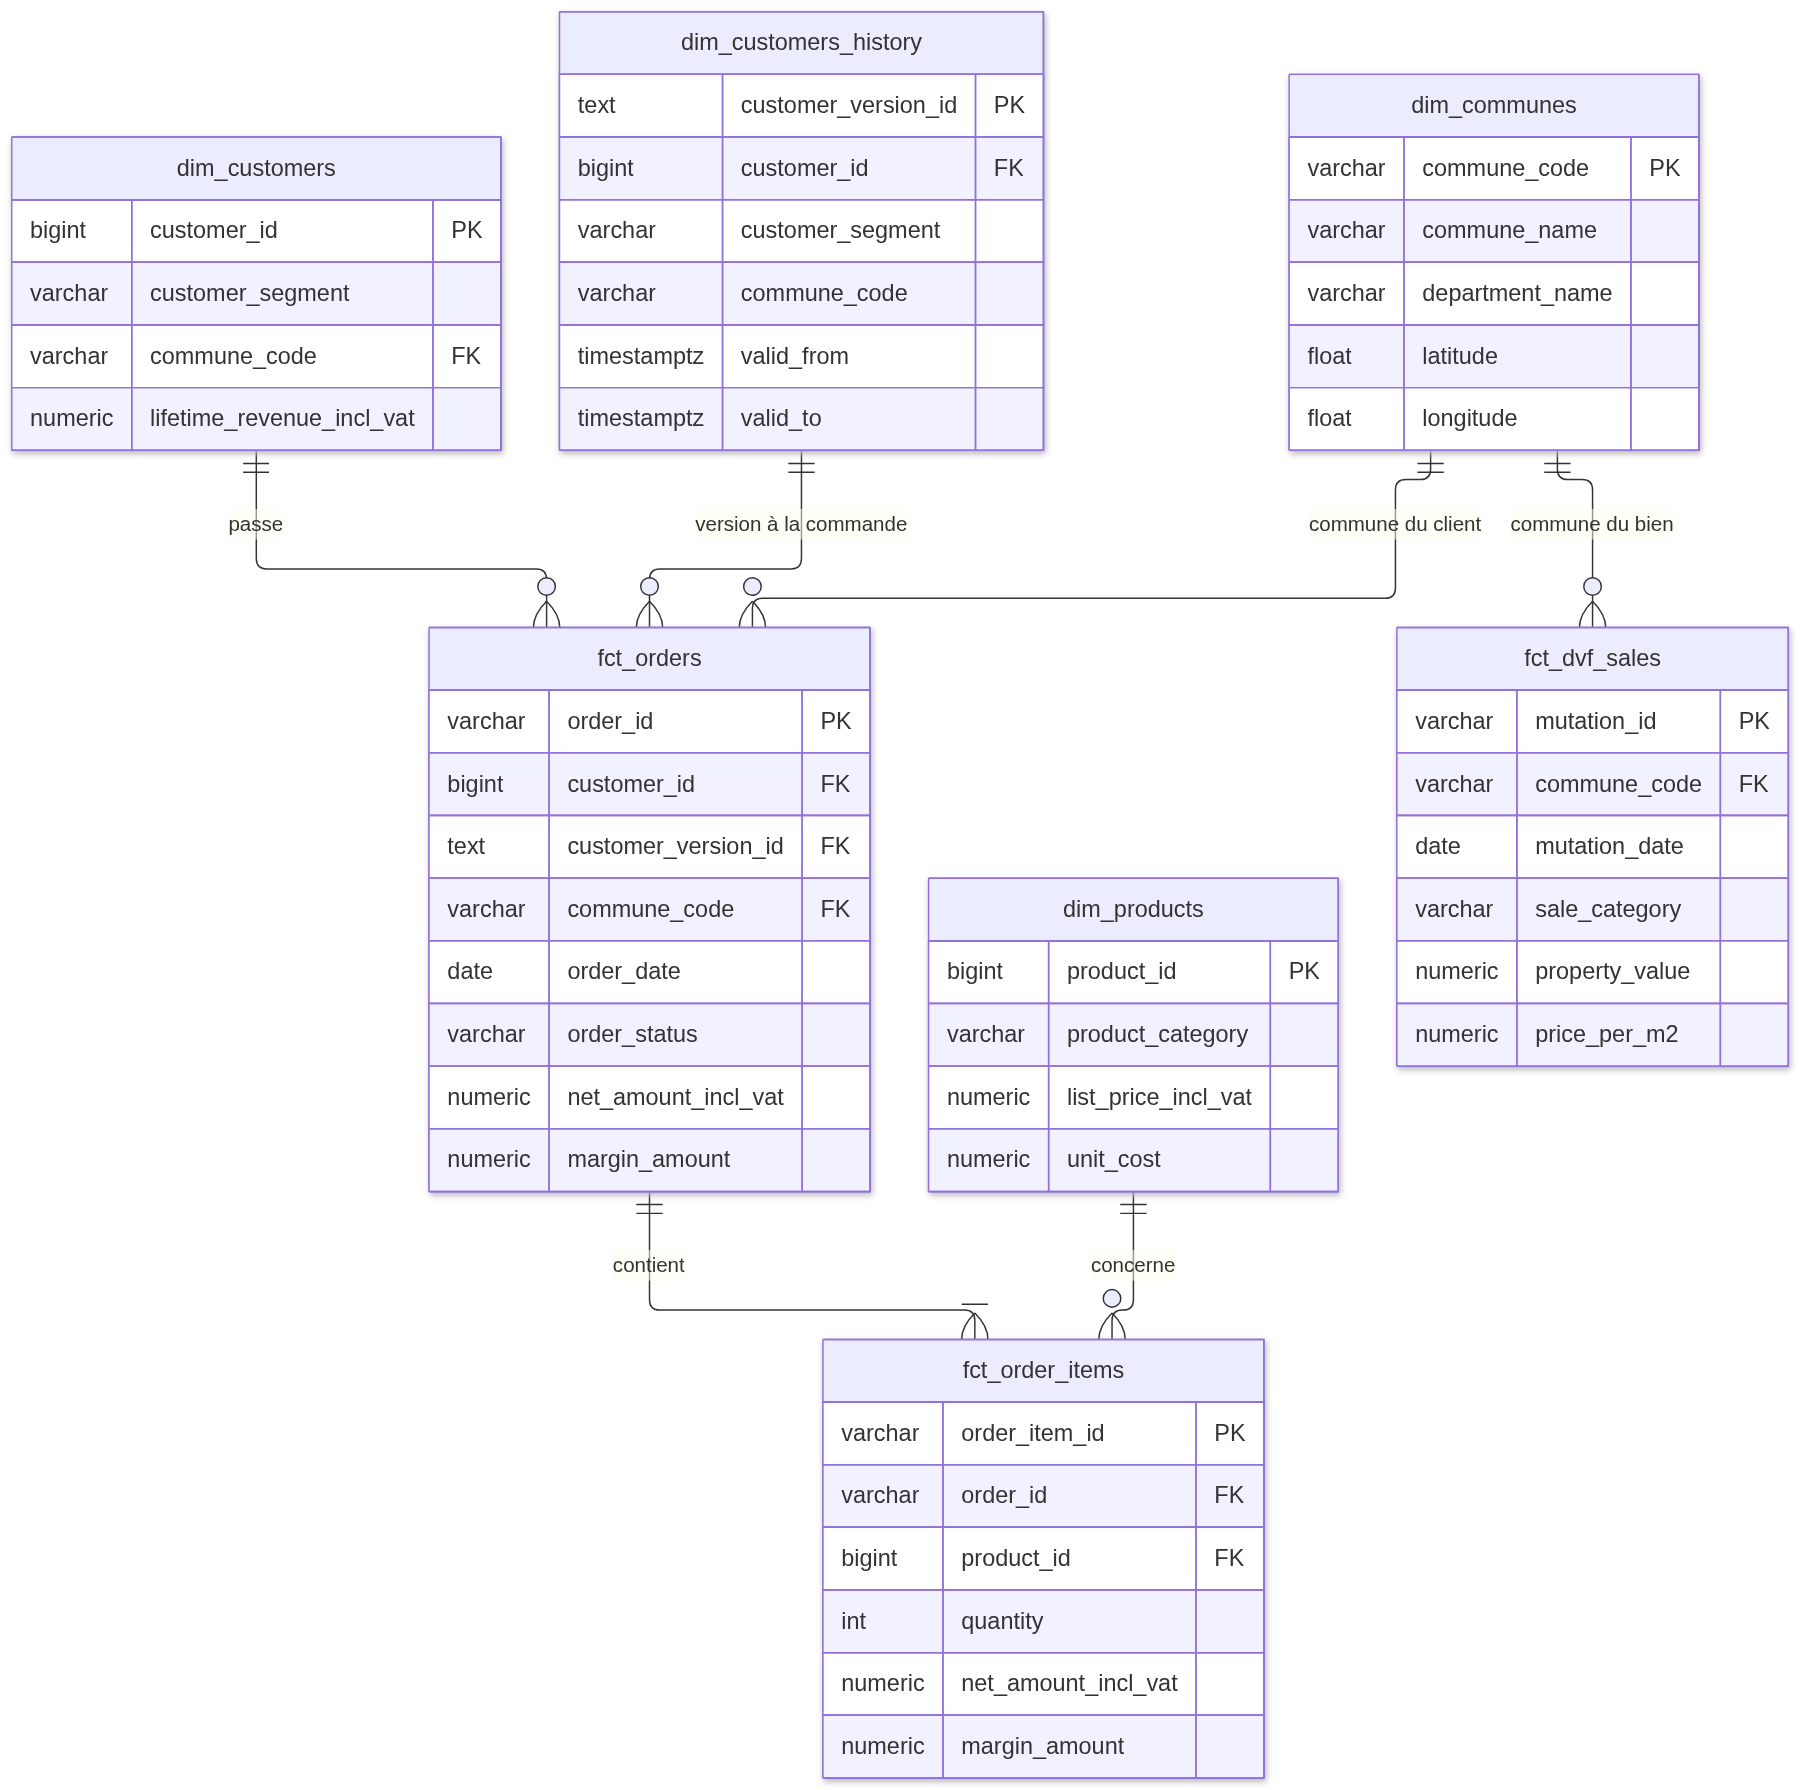 dim_customers_history
text customer_version_id PK
bigint customer_id FK
varchar customer_segment
varchar commune_code
timestamptz valid_from
timestamptz valid_to
dim_communes
varchar commune_code PK
varchar commune_name
varchar department_name
float latitude
float longitude
dim_customers
bigint customer_id PK
varchar customer_segment
varchar commune_code FK
numeric lifetime_revenue_incl_vat
passe
version à la commande
commune du client
commune du bien
fct_orders
varchar order_id PK
bigint customer_id FK
text customer_version_id FK
varchar commune_code FK
date order_date
varchar order_status
numeric net_amount_incl_vat
numeric margin_amount
fct_dvf_sales
varchar mutation_id PK
varchar commune_code FK
date mutation_date
varchar sale_category
numeric property_value
numeric price_per_m2
dim_products
bigint product_id PK
varchar product_category
numeric list_price_incl_vat
numeric unit_cost
contient
concerne
fct_order_items
varchar order_item_id PK
varchar order_id FK
bigint product_id FK
int quantity
numeric net_amount_incl_vat
numeric margin_amount